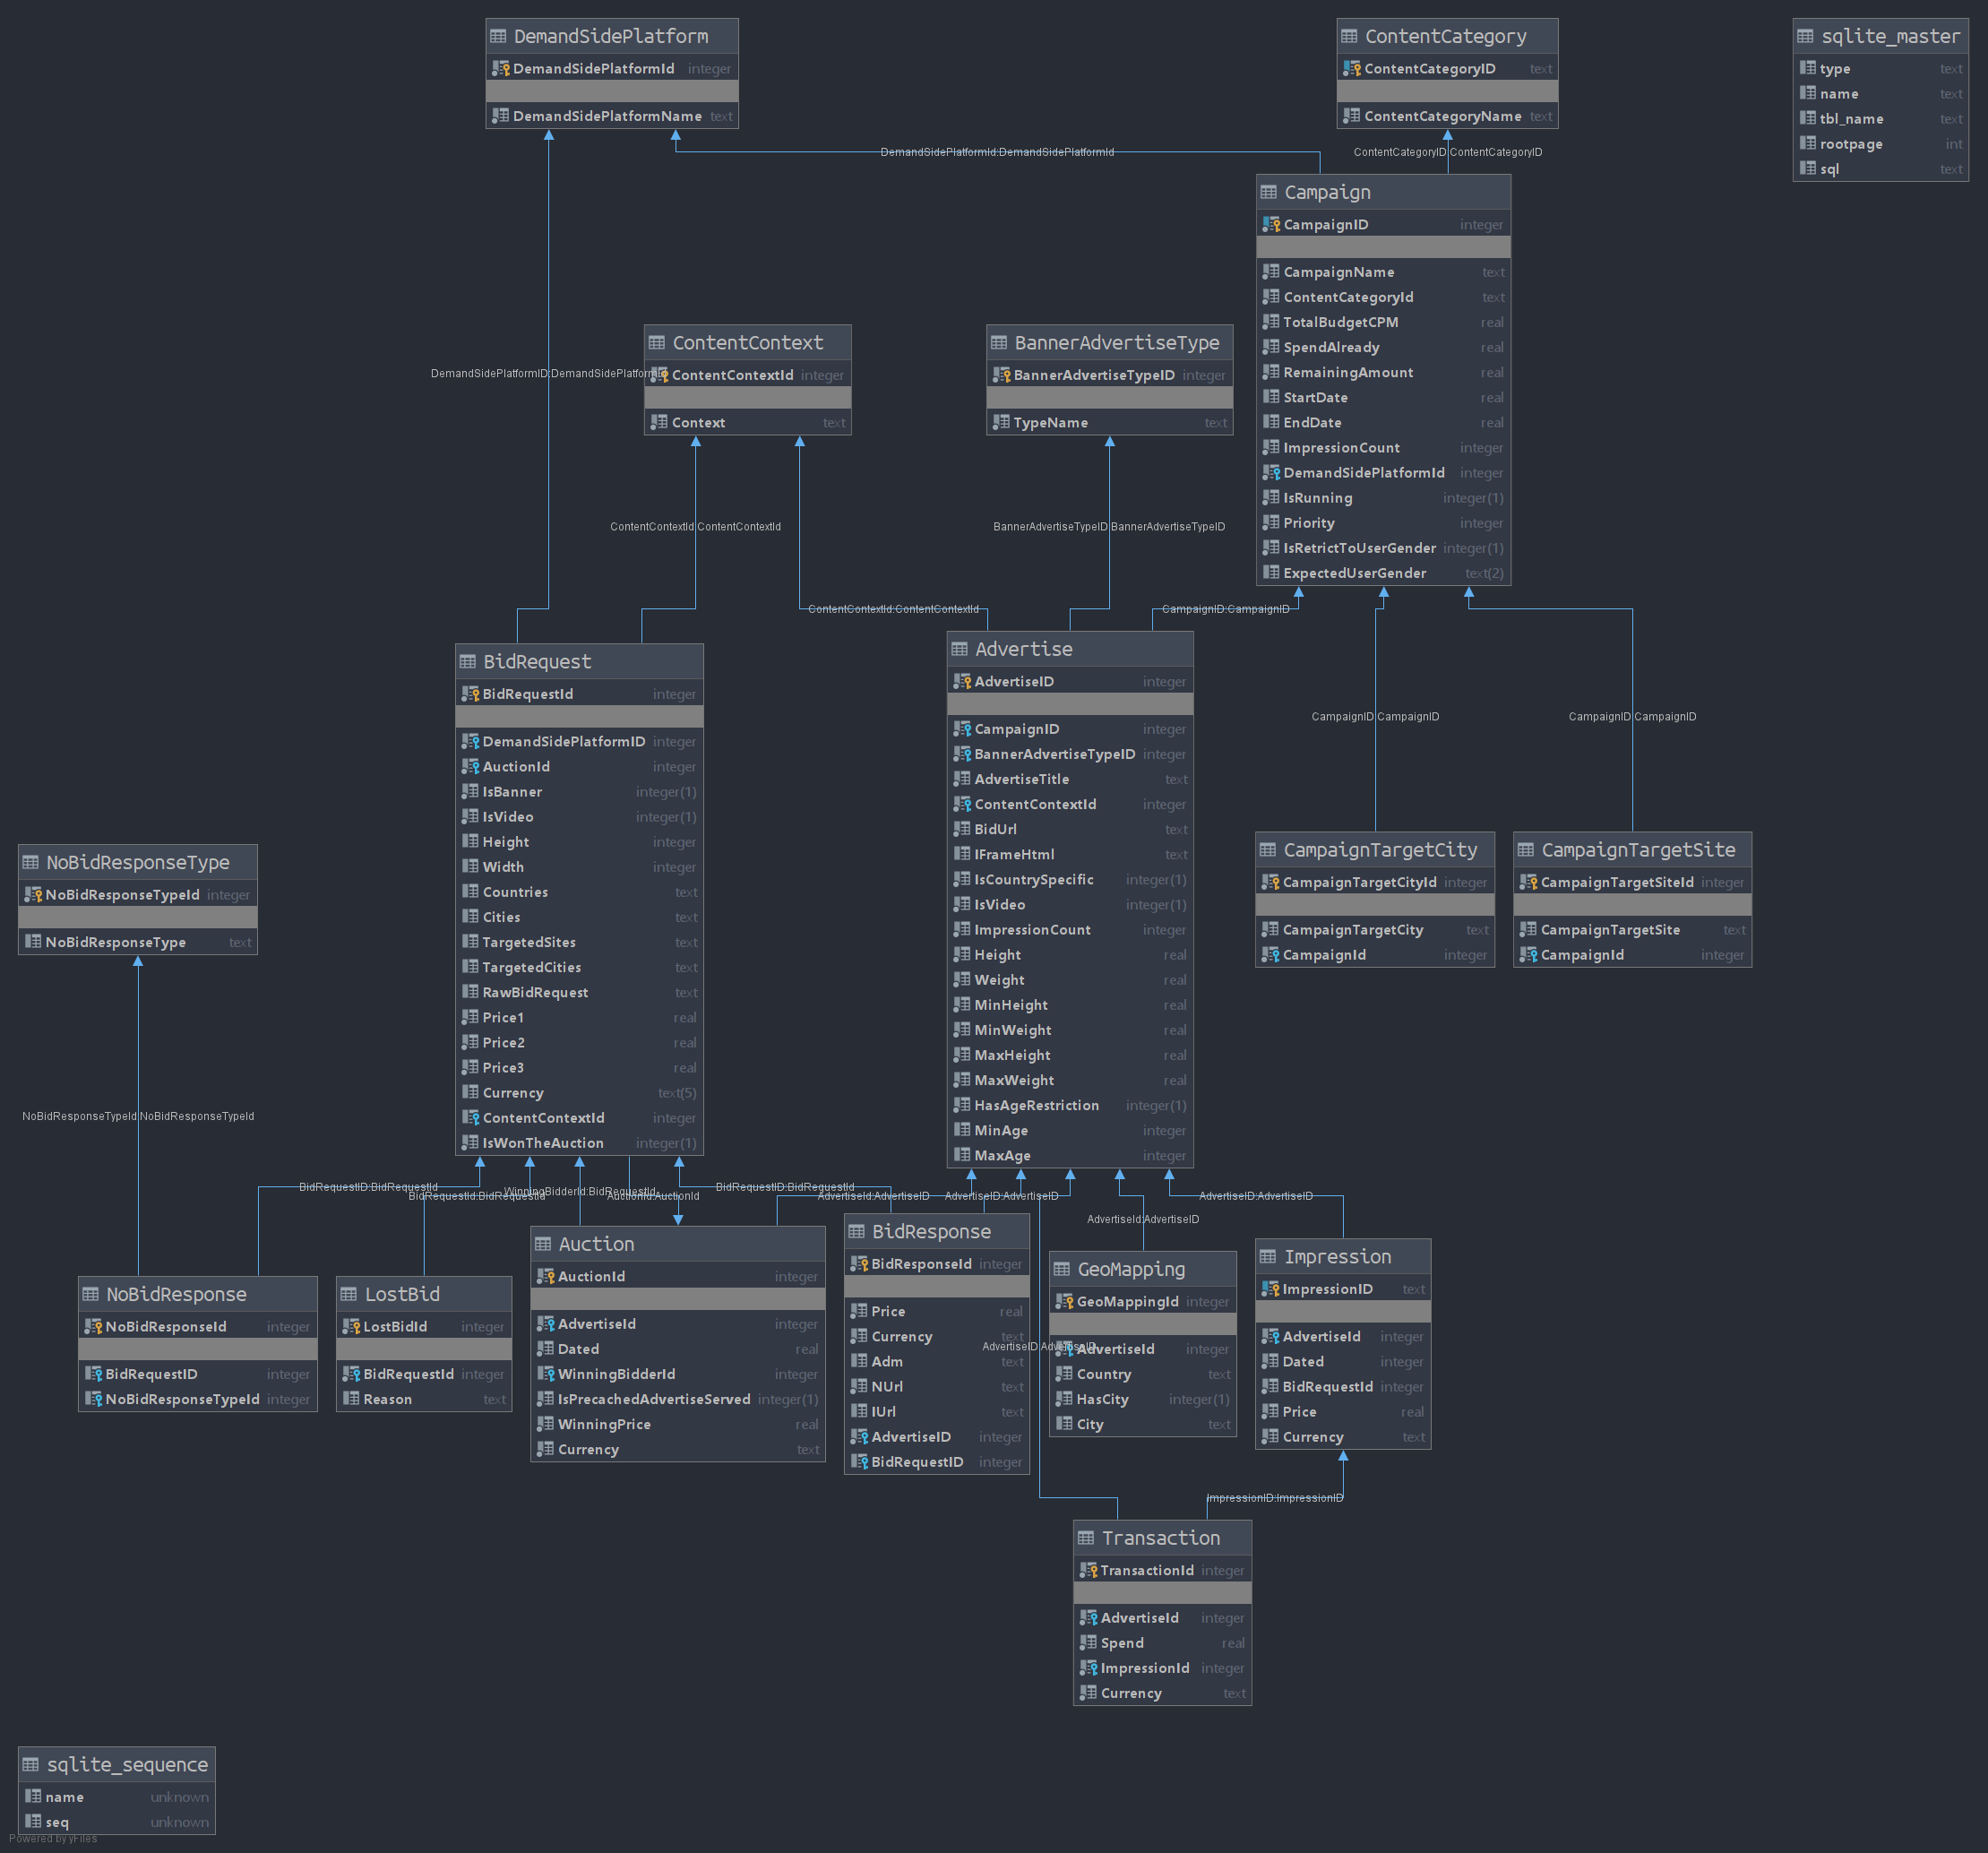 DemandSidePlatform
DemandSidePlatformId integer
DemandSidePlatformName text
ContentCategory
ContentCategoryID text
ContentCategoryName text
sqlite_master
type text
name text
tbl_name text
rootpage int
sql text
DemandSidePlatformId:DemandSidePlatformId
ContentCategoryID:ContentCategoryID
Campaign
CampaignID integer
CampaignName text
ContentCategoryId text
TotalBudgetCPM real
SpendAlready real
RemainingAmount real
StartDate real
EndDate real
ImpressionCount integer
DemandSidePlatformId integer
IsRunning integer(1)
Priority integer
IsRetrictToUserGender integer(1)
ExpectedUserGender text(2)
ContentContext
ContentContextId integer
Context text
BannerAdvertiseType
BannerAdvertiseTypeID integer
TypeName text
DemandSidePlatformID:DemandSidePlatformId
ContentContextId:ContentContextId
BannerAdvertiseTypeID:BannerAdvertiseTypeID
ContentContextId:ContentContextId
CampaignID:CampaignID
BidRequest
BidRequestId integer
DemandSidePlatformID integer
AuctionId integer
IsBanner integer(1)
IsVideo integer(1)
Height integer
Width integer
Countries text
Cities text
TargetedSites text
TargetedCities text
RawBidRequest text
Price1 real
Price2 real
Price3 real
Currency text(5)
ContentContextId integer
IsWonTheAuction integer(1)
Advertise
AdvertiseID integer
CampaignID integer
BannerAdvertiseTypeID integer
AdvertiseTitle text
ContentContextId integer
BidUrl text
IFrameHtml text
IsCountrySpecific integer(1)
IsVideo integer(1)
ImpressionCount integer
Height real
Weight real
MinHeight real
MinWeight real
MaxHeight real
MaxWeight real
HasAgeRestriction integer(1)
MinAge integer
MaxAge integer
CampaignID:CampaignID
CampaignID:CampaignID
CampaignTargetCity
CampaignTargetCityId integer
CampaignTargetCity text
CampaignId integer
CampaignTargetSite
CampaignTargetSiteId integer
CampaignTargetSite text
CampaignId integer
NoBidResponseType
NoBidResponseTypeId integer
NoBidResponseType text
NoBidResponseTypeId:NoBidResponseTypeId
BidRequestID:BidRequestId
BidRequestId:BidRequestId
WinningBidderId:BidRequestId
AuctionId:AuctionId
BidRequestID:BidRequestId
AdvertiseId:AdvertiseID
AdvertiseID:AdvertiseID
AdvertiseId:AdvertiseID
AdvertiseID:AdvertiseID
NoBidResponse
NoBidResponseId integer
BidRequestID integer
NoBidResponseTypeId integer
LostBid
LostBidId integer
BidRequestId integer
Reason text
Auction
AuctionId integer
AdvertiseId integer
Dated real
WinningBidderId integer
IsPrecachedAdvertiseServed integer(1)
WinningPrice real
Currency text
BidResponse
BidResponseId integer
Price real
Currency text
Adm text
NUrl text
IUrl text
AdvertiseID integer
BidRequestID integer
GeoMapping
GeoMappingId integer
AdvertiseId integer
Country text
HasCity integer(1)
City text
Impression
ImpressionID text
AdvertiseId integer
Dated integer
BidRequestId integer
Price real
Currency text
ImpressionID:ImpressionID
Transaction
TransactionId integer
AdvertiseId integer
Spend real
ImpressionId integer
Currency text
sqlite_sequence
name unknown
seq unknown
Powered by yFiles